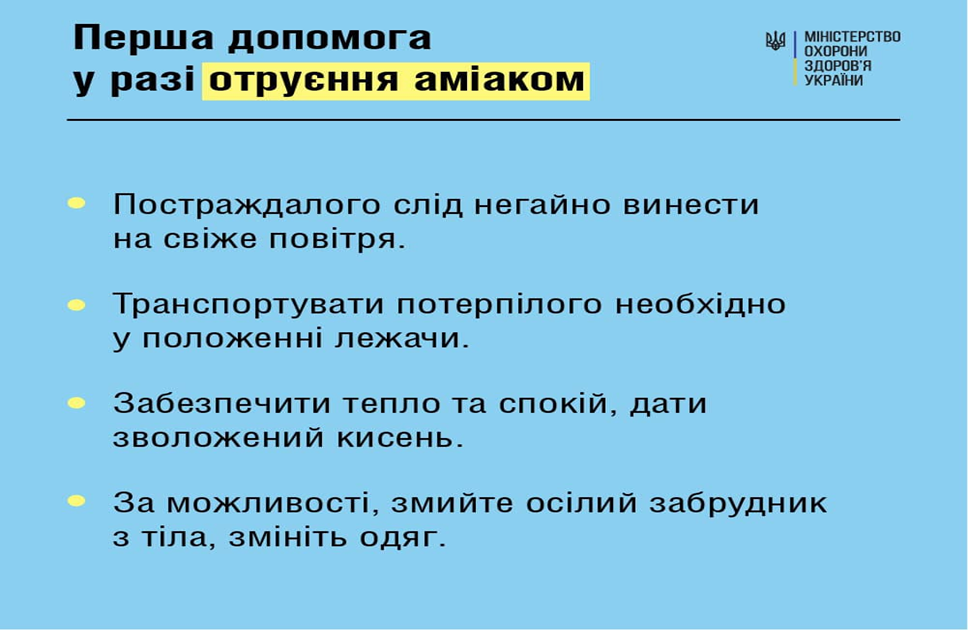 Перша допомога
у разі отруєння аміаком
МІНІСТЕРСТВО
ОХОРОНИ
ЗДОРОВ'Я
УКРАЇНИ
Постраждалого слід негайно винести
на свіже повітря.
Транспортувати потерпілого необхідно
у положенні лежачи.
Забезпечити тепло та спокій, дати
зволожений кисень.
За можливості, змийте осілий забрудник
з тіла, змініть одяг.